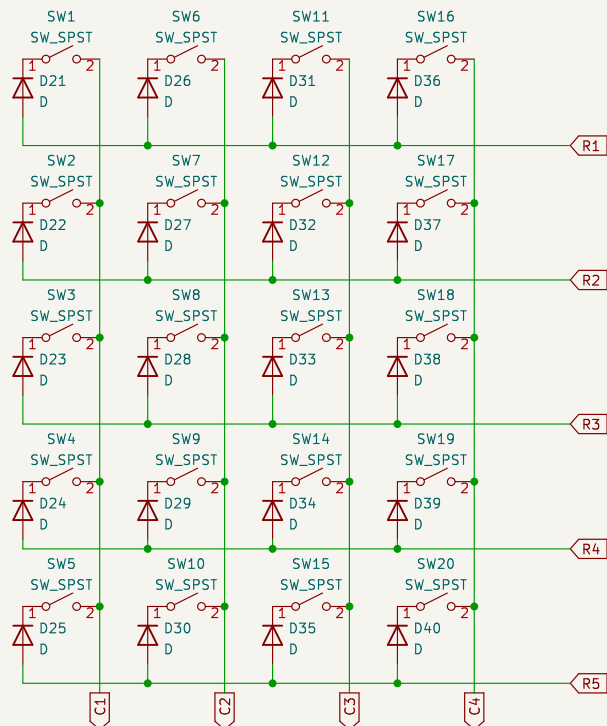 SW1 SW6 SW11 SW16
SW_SPST SW_SPST SW_SPST SW_SPST
1 2 1 2 1 2 1 2
D21 D26 D31 D36
D D D D
R1
SW2 SW7 SW12 SW17
SW_SPST SW_SPST SW_SPST SW_SPST
1 2 1 2 1 2 1 2
D22 D27 D32 D37
D D D D
R2
SW3 SW8 SW13 SW18
SW_SPST SW_SPST SW_SPST SW_SPST
1 2 1 2 1 2 1 2
D23 D28 D33 D38
D D D D
R3
SW4 SW9 SW14 SW19
SW_SPST SW_SPST SW_SPST SW_SPST
1 2 1 2 1 2 1 2
D24 D29 D34 D39
D D D D
R4
SW5 SW10 SW15 SW20
SW_SPST SW_SPST SW_SPST SW_SPST
1 2 1 2 1 2 1 2
D25 D30 D35 D40
D D D D
R5
C1 C2 C3 C4